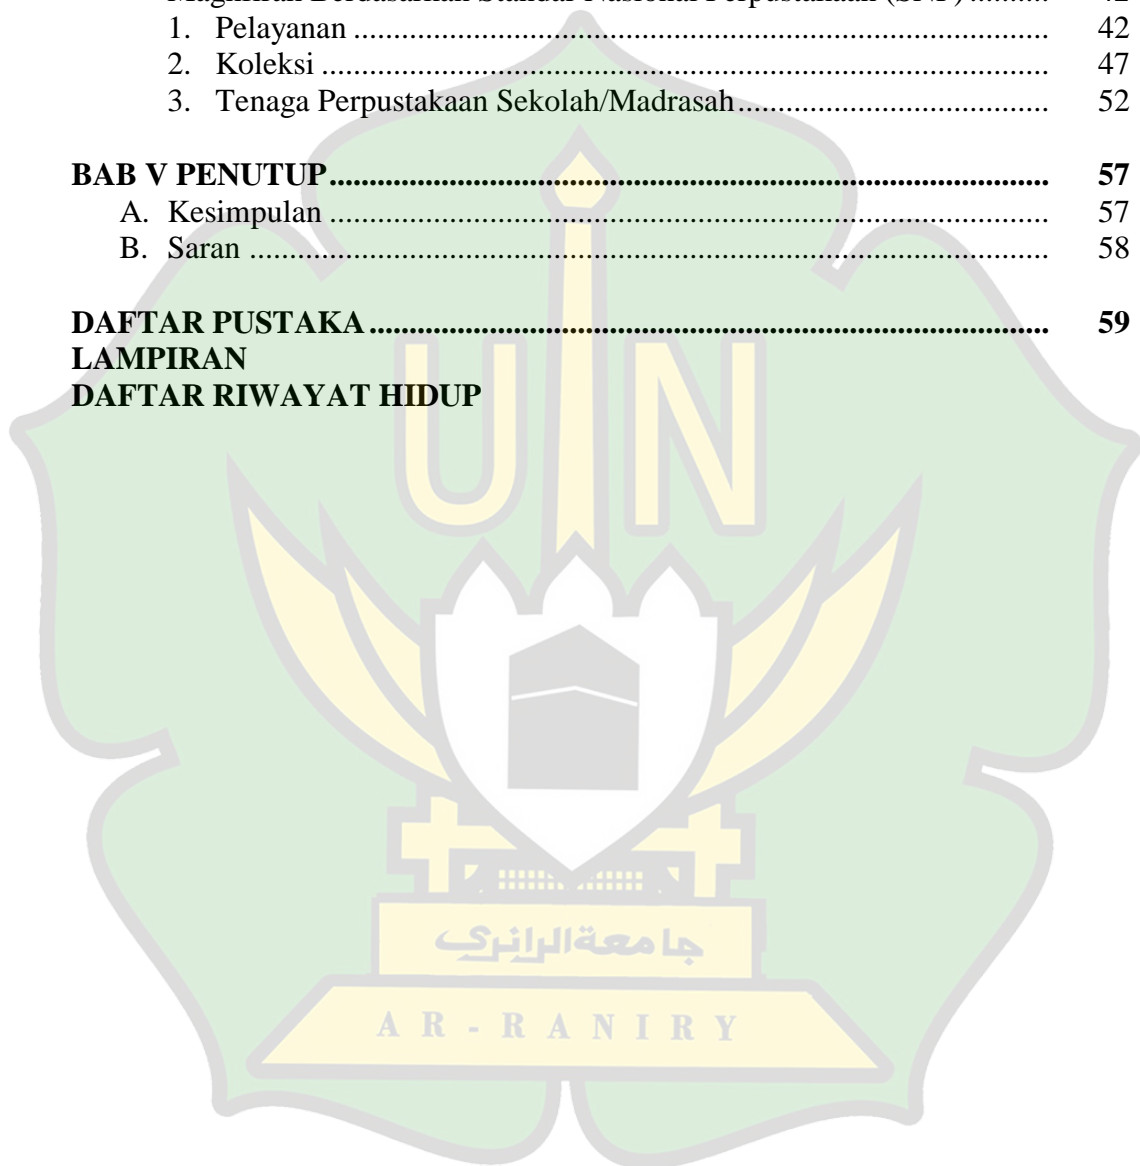 1. Pelayanan ........................................................................................ 42
2. Koleksi ............................................................................................ 47
3. Tenaga Perpustakaan Sekolah/Madrasah....................................... 52
BAB V PENUTUP.......................................................................................... 57
A. Kesimpulan .......................................................................................... 57
B. Saran .................................................................................................... 58
DAFTAR PUSTAKA ..................................................................................... 59
LAMPIRAN
DAFTAR RIWAYAT HIDUP
UIN
جامعة الرانري
AR-RANIRY